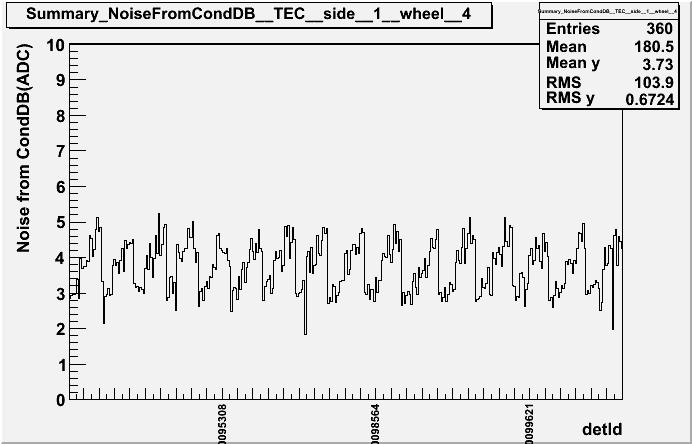 Summary_NoiseFromCondDB__TEC__side__1__wheel__4
Summary_NoiseFromCondDB__TEC__side__1__wheel__4
Entries 360
Mean 180.5
Mean y 3.73
RMS 103.9
RMS y 0.6724
Noise from CondDB(ADC)
10
9
8
7
6
5
4
3
2
1
0
0095308
0098564
0099621
detId